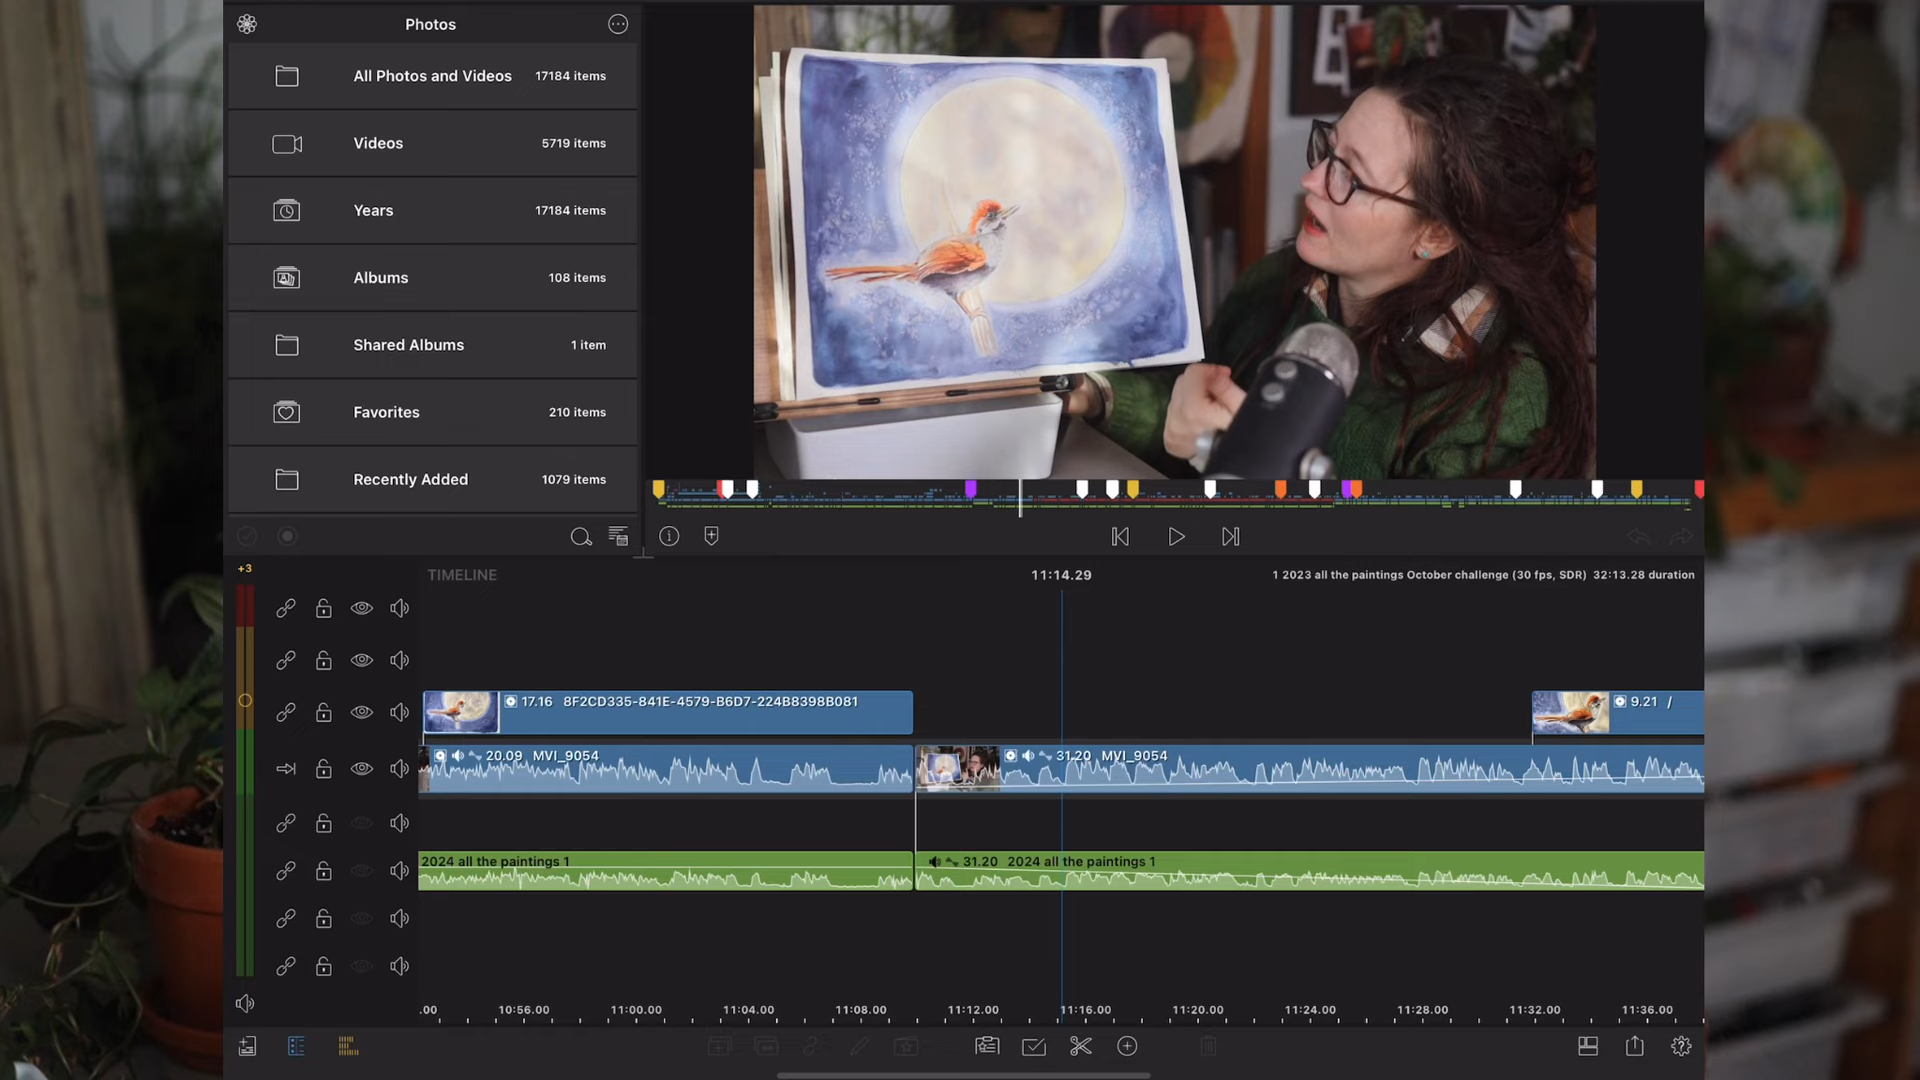 Photos
All Photos and Videos 17184 items
Videos 5719 items
Years 17184 items
Albums 108 items
Shared Albums 1 item
Favorites 210 items
Recently Added 1079 items
+3
TIMELINE
11:14.29
1 2023 all the paintings October challenge (30 fps, SDR) 32:13.28 duration
17.16 8F2CD335-841E-4579-B6D7-224B8398B081
9.21 /
20.09 MVI_9054
31.20 MVI_9054
2024 all the paintings 1
31.20 2024 all the paintings 1
.00 10:56.00 11:00.00 11:04.00 11:08.00 11:12.00 11:16.00 11:20.00 11:24.00 11:28.00 11:32.00 11:36.00